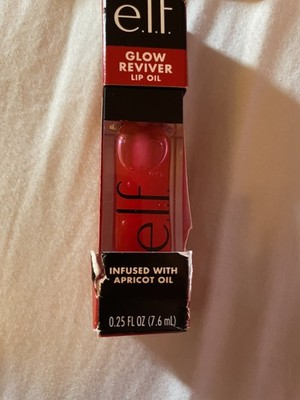 e.l.f.
GLOW
REVIVER
LIP OIL
elf
INFUSED WITH
APRICOT OIL
0.25 FL OZ (7.6 mL)